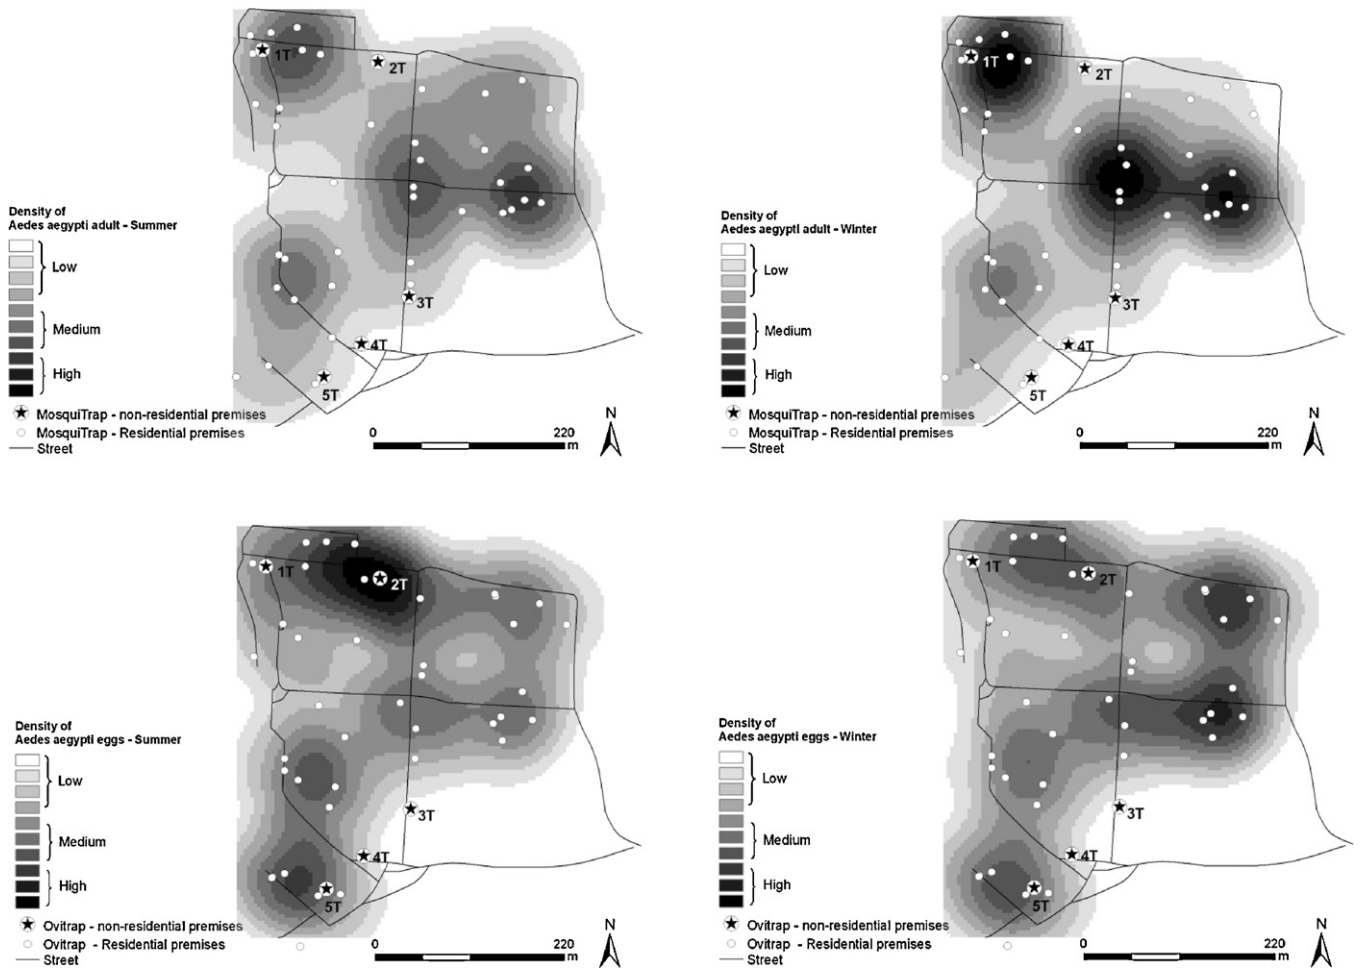 1T
2T
3T
4T
5T
Density of
Aedes aegypti adult - Summer
Low
Medium
High
MosquiTrap - non-residential premises
MosquiTrap - Residential premises
Street
0 220
m
N
1T
2T
3T
4T
5T
Density of
Aedes aegypti adult - Winter
Low
Medium
High
MosquiTrap - non-residential premises
MosquiTrap - Residential premises
Street
0 220
m
N
1T
2T
3T
4T
5T
Density of
Aedes aegypti eggs - Summer
Low
Medium
High
Ovitrap - non-residential premises
Ovitrap - Residential premises
Street
0 220
m
N
1T
2T
3T
4T
5T
Density of
Aedes aegypti eggs - Winter
Low
Medium
High
Ovitrap - non-residential premises
Ovitrap - Residential premises
Street
0 220
m
N